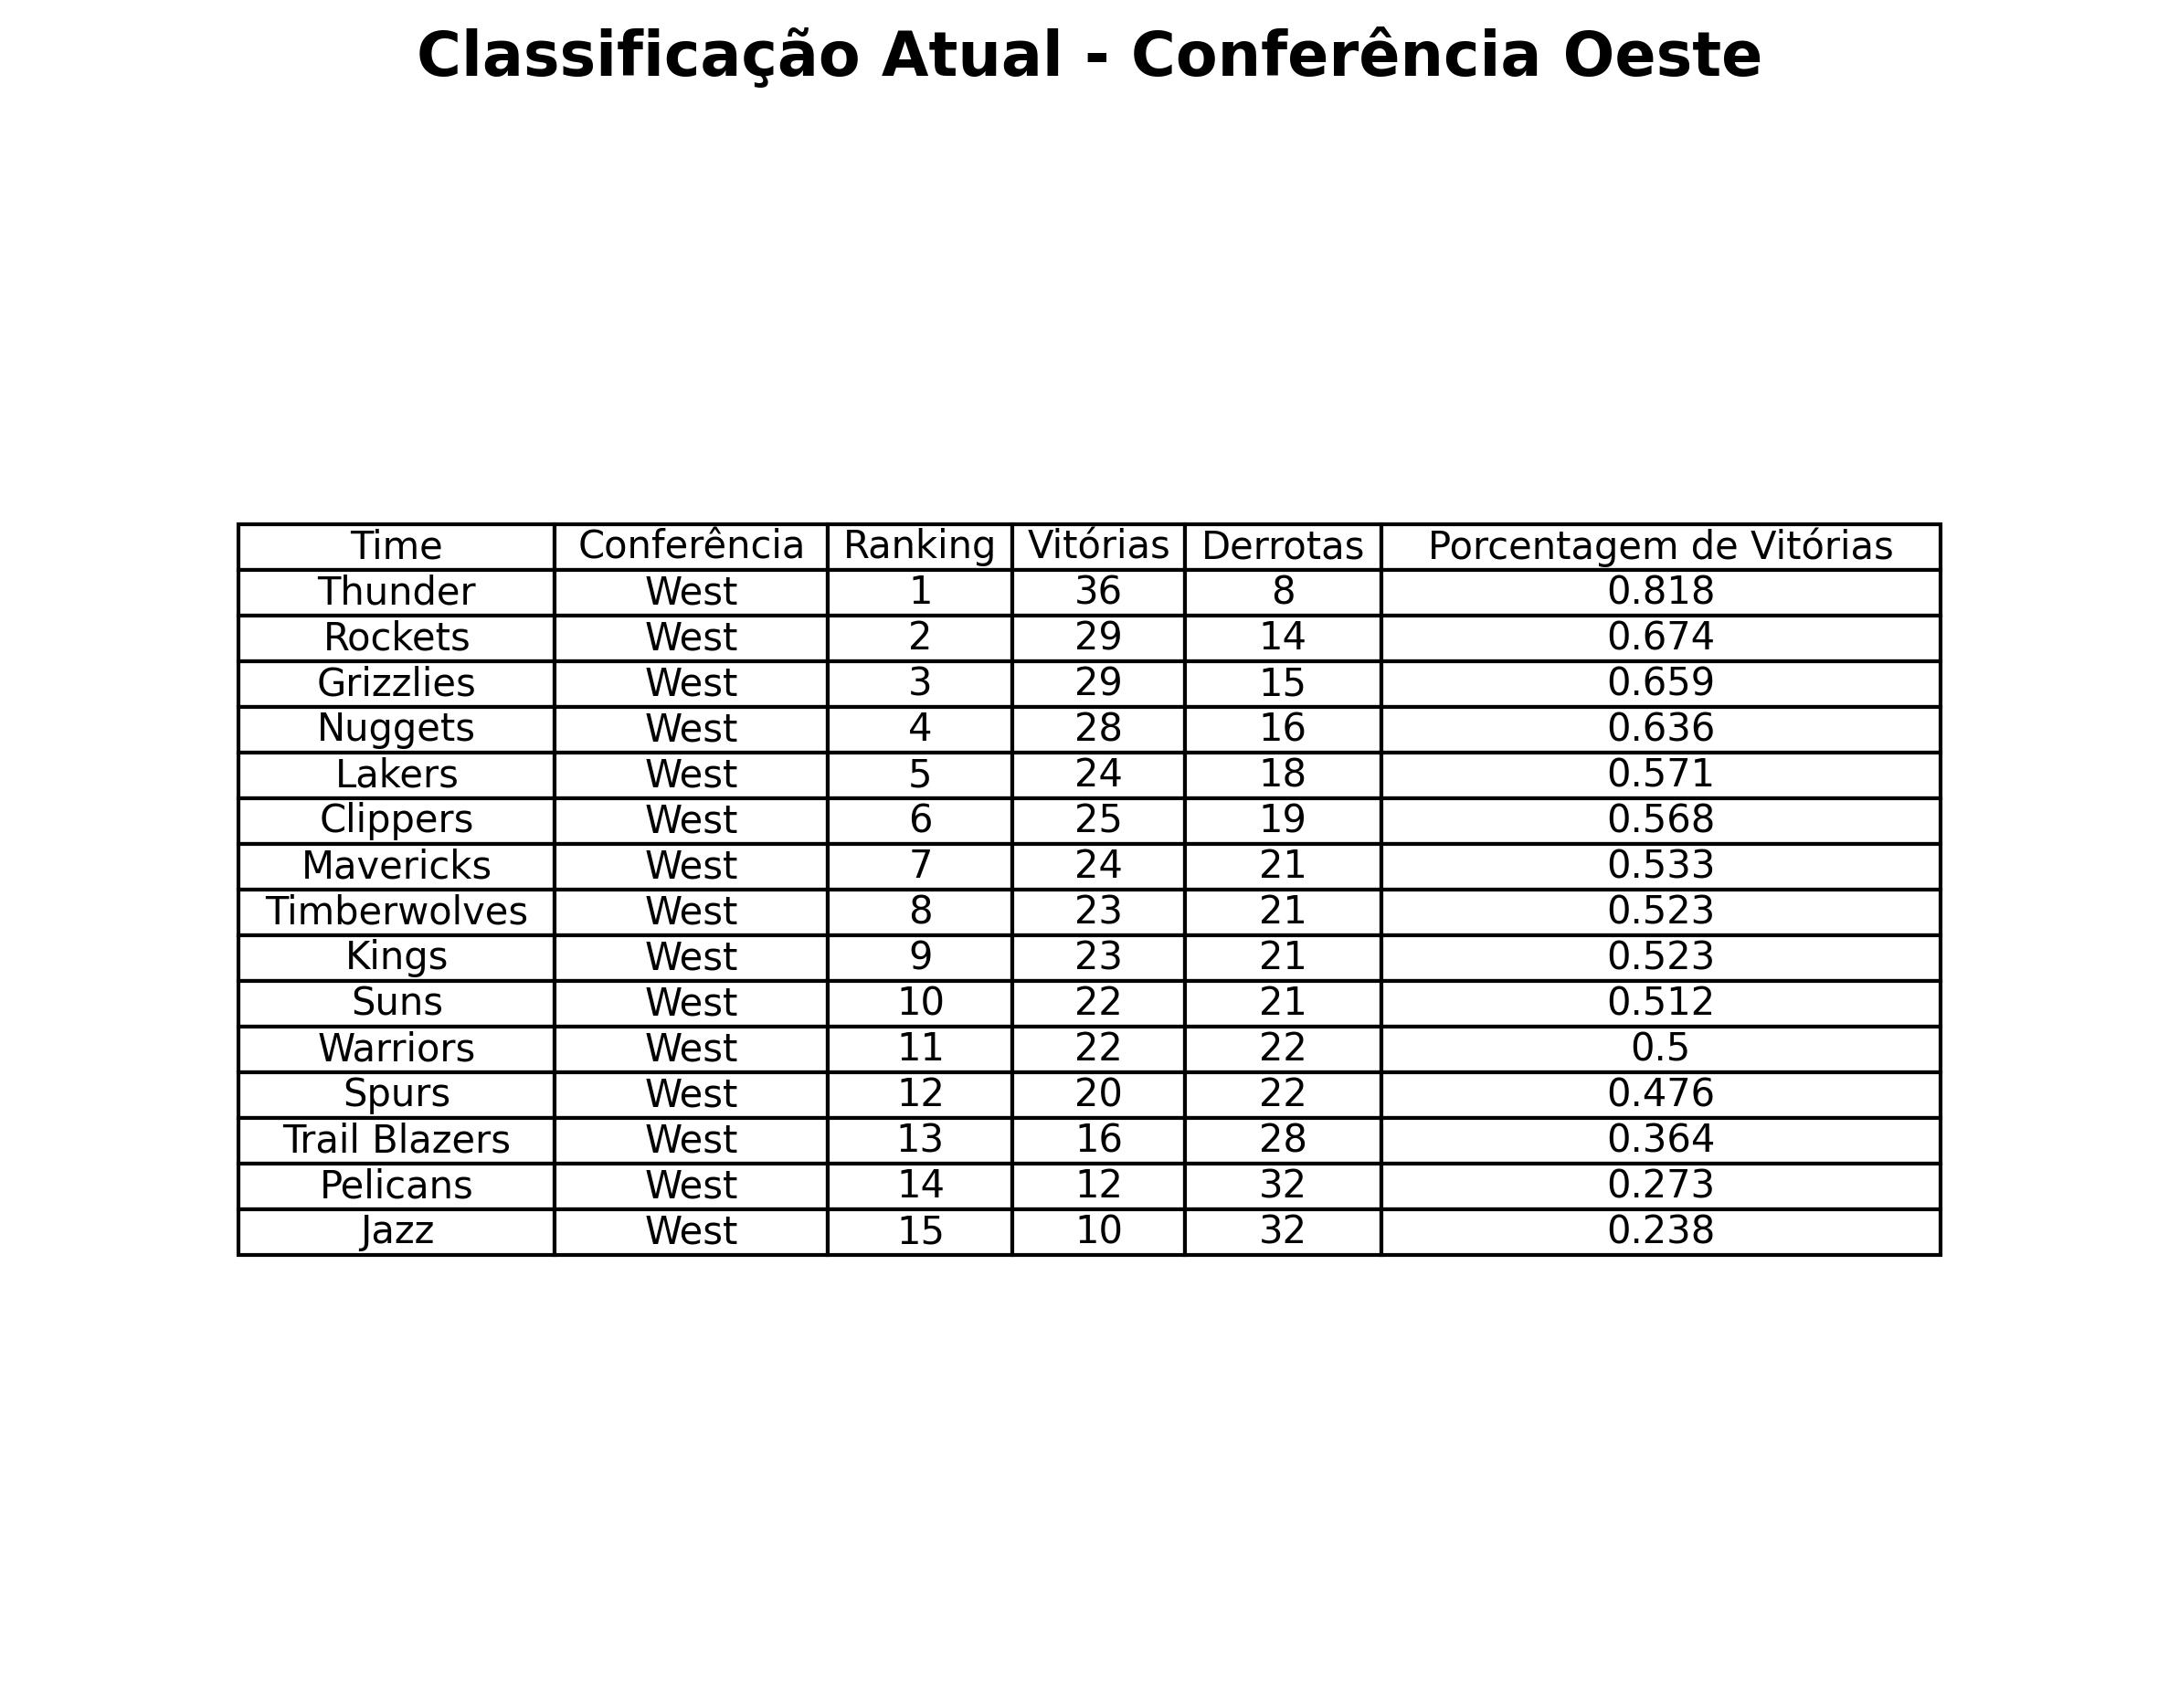 Classificação Atual - Conferência Oeste
Time Conferência Ranking Vitórias Derrotas Porcentagem de Vitórias
Thunder West 1 36 8 0.818
Rockets West 2 29 14 0.674
Grizzlies West 3 29 15 0.659
Nuggets West 4 28 16 0.636
Lakers West 5 24 18 0.571
Clippers West 6 25 19 0.568
Mavericks West 7 24 21 0.533
Timberwolves West 8 23 21 0.523
Kings West 9 23 21 0.523
Suns West 10 22 21 0.512
Warriors West 11 22 22 0.5
Spurs West 12 20 22 0.476
Trail Blazers West 13 16 28 0.364
Pelicans West 14 12 32 0.273
Jazz West 15 10 32 0.238